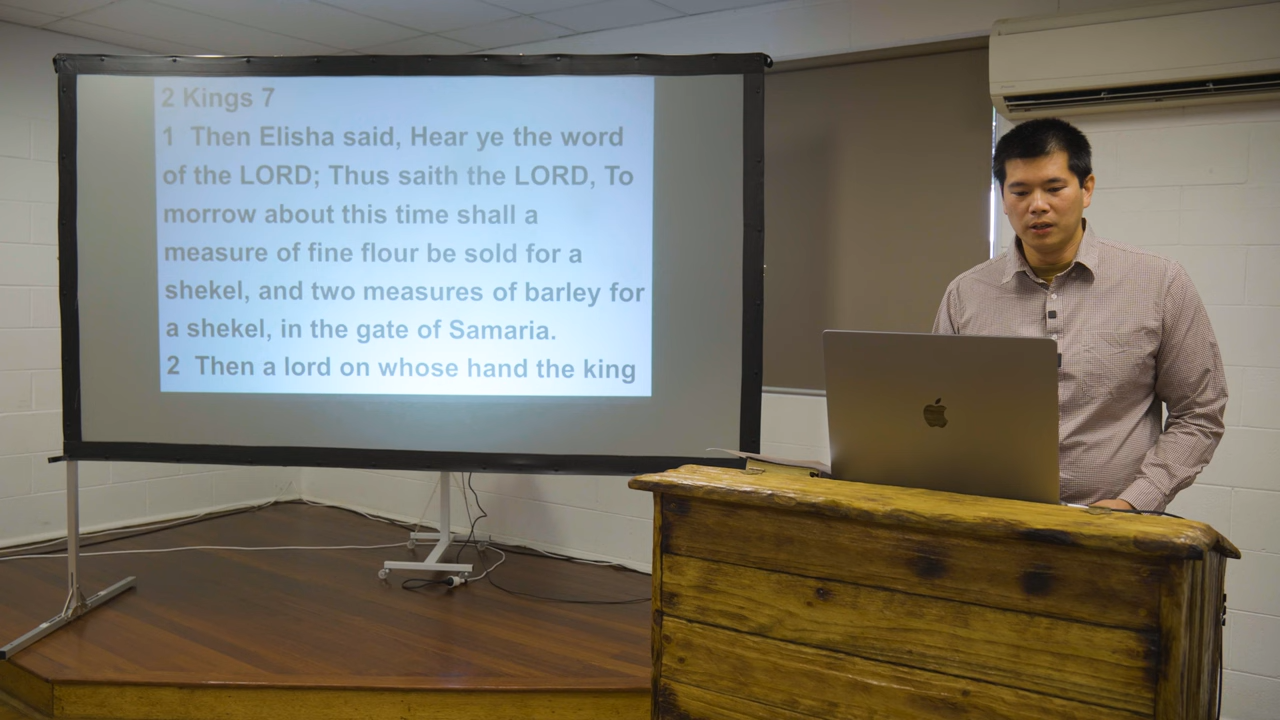 2 Kings 7
1 Then Elisha said, Hear ye the word
of the LORD; Thus saith the LORD, To
morrow about this time shall a
measure of fine flour be sold for a
shekel, and two measures of barley for
a shekel, in the gate of Samaria.
2 Then a lord on whose hand the king